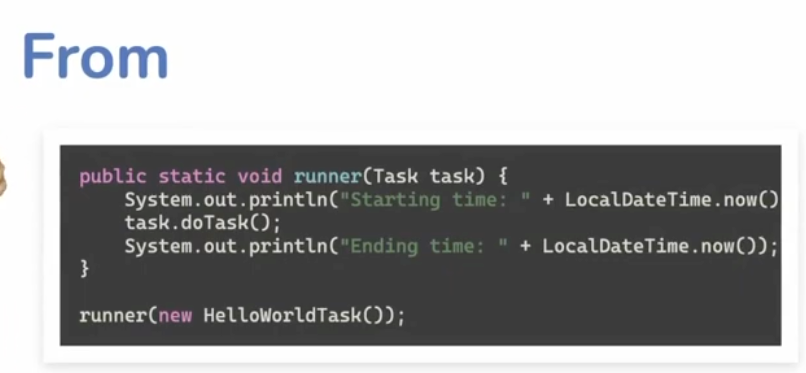 From
public static void runner(Task task) {
System.out.println("Starting time: " + LocalDateTime.now()
task.doTask();
System.out.println("Ending time: " + LocalDateTime.now());
}
runner(new HelloWorldTask());